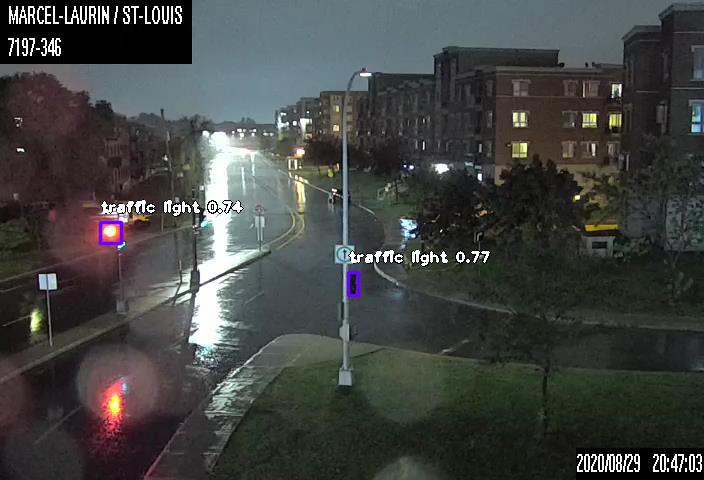 MARCEL-LAURIN / ST-LOUIS
7197-346
traffic light 0.74
traffic light 0.77
2020/08/29 20:47:03